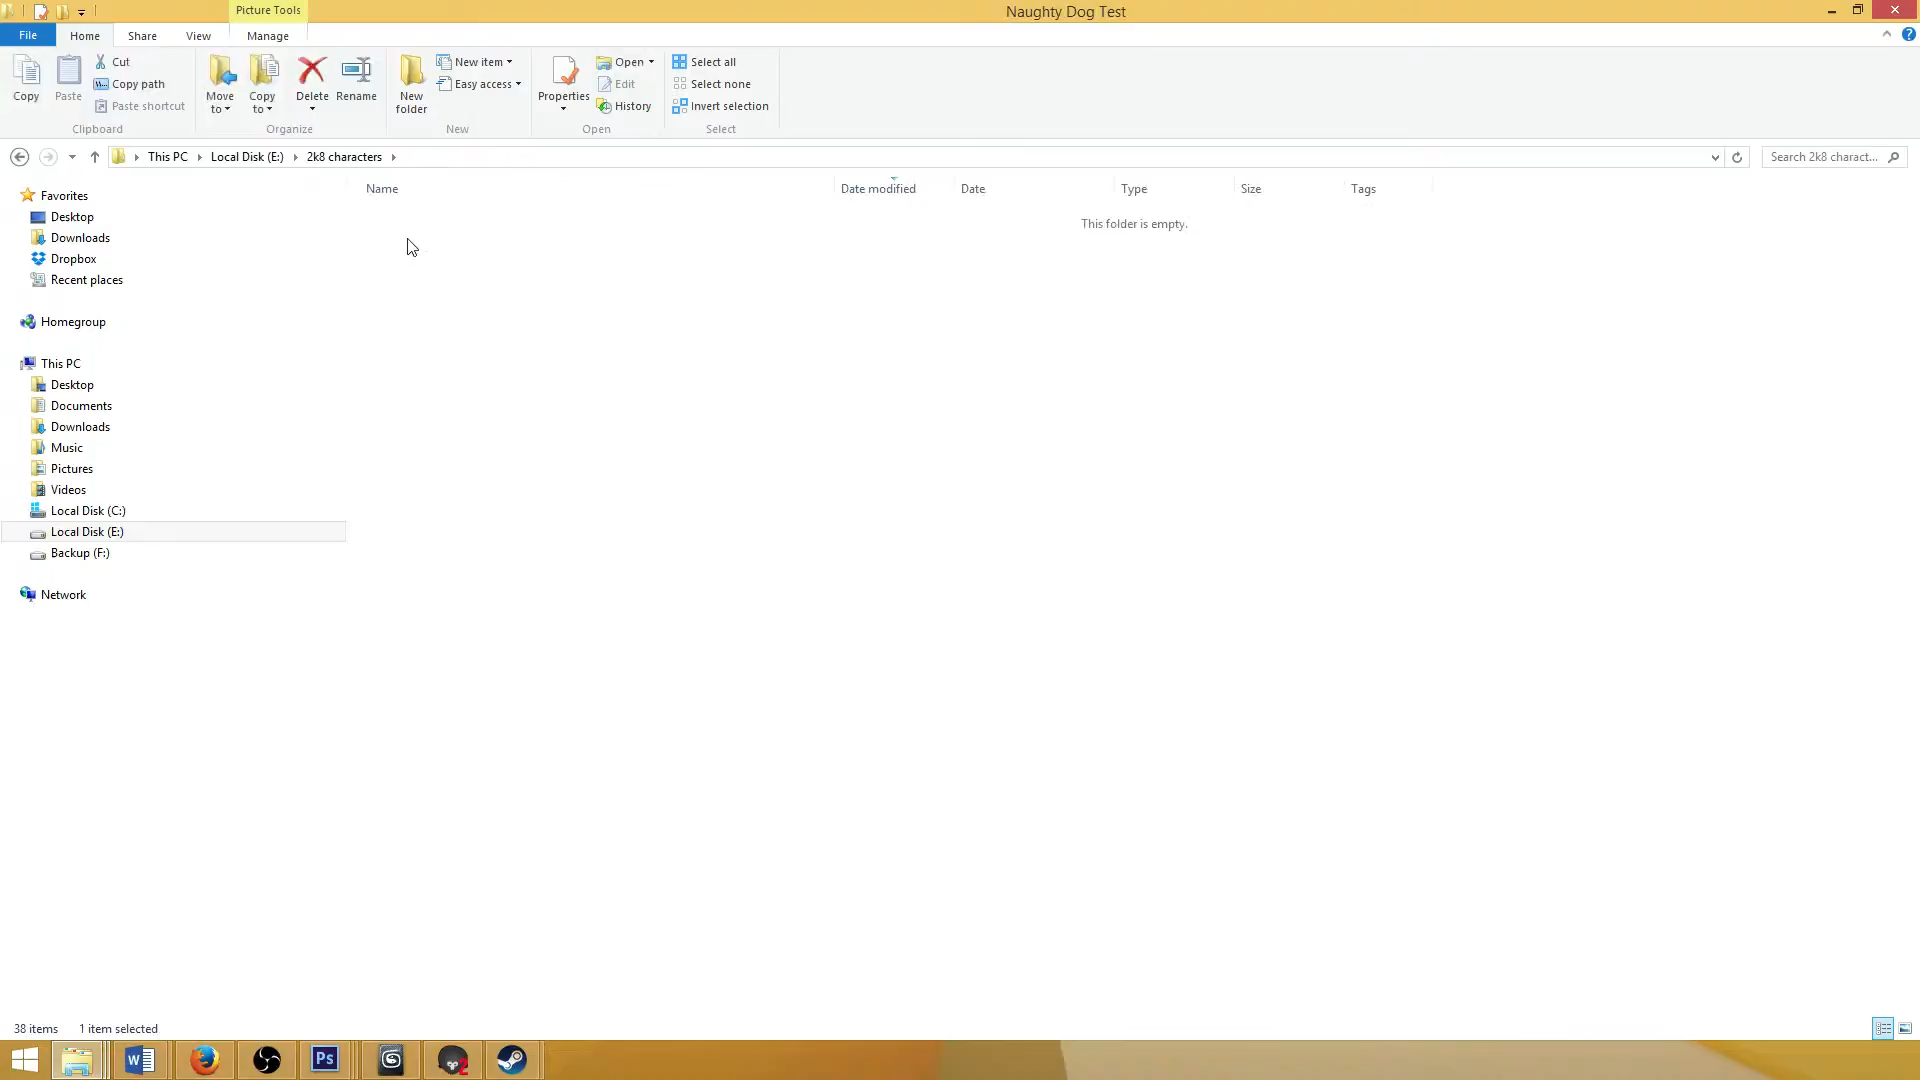 Picture Tools
Naughty Dog Test
File Home Share View Manage
Cut
Copy path
Paste shortcut
Copy Paste
Clipboard
Move to Copy to Delete Rename
Organize
New folder
New item
Easy access
New
Properties
Open
Edit
History
Open
Select all
Select none
Invert selection
Select
This PC Local Disk (E:) 2k8 characters
Search 2k8 charact...
Name Date modified Date Type Size Tags
This folder is empty.
Favorites
Desktop
Downloads
Dropbox
Recent places
Homegroup
This PC
Desktop
Documents
Downloads
Music
Pictures
Videos
Local Disk (C:)
Local Disk (E:)
Backup (F:)
Network
38 items 1 item selected
W Ps 2